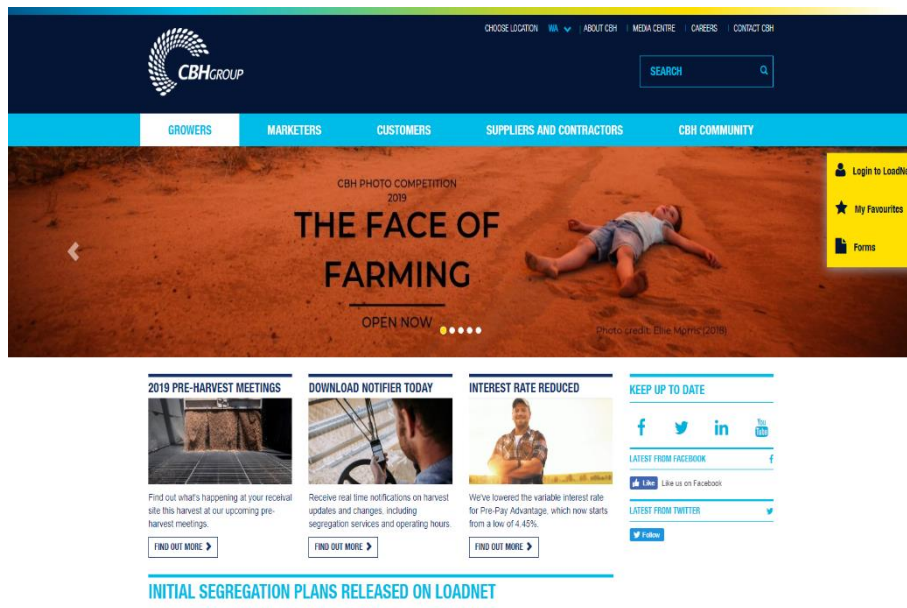 CHOOSE LOCATION WA | ABOUT CBH | MEDIA CENTRE | CAREERS | CONTACT CBH
CBHGROUP
SEARCH
GROWERS MARKETERS CUSTOMERS SUPPLIERS AND CONTRACTORS CBH COMMUNITY
CBH PHOTO COMPETITION
2019
THE FACE OF
FARMING
OPEN NOW
Photo credit: Ellie Morris (2018)
Login to LoadNe
My Favourites
Forms
2019 PRE-HARVEST MEETINGS
Find out what's happening at your receival
site this harvest at our upcoming pre-
harvest meetings.
FIND OUT MORE
DOWNLOAD NOTIFIER TODAY
Receive real time notifications on harvest
updates and changes, including
segregation services and operating hours.
FIND OUT MORE
INTEREST RATE REDUCED
We've lowered the variable interest rate
for Pre-Pay Advantage, which now starts
from a low of 4.45%.
FIND OUT MORE
KEEP UP TO DATE
f in You Tube
LATEST FROM FACEBOOK f
Like Like us on Facebook
LATEST FROM TWITTER
Follow
INITIAL SEGREGATION PLANS RELEASED ON LOADNET